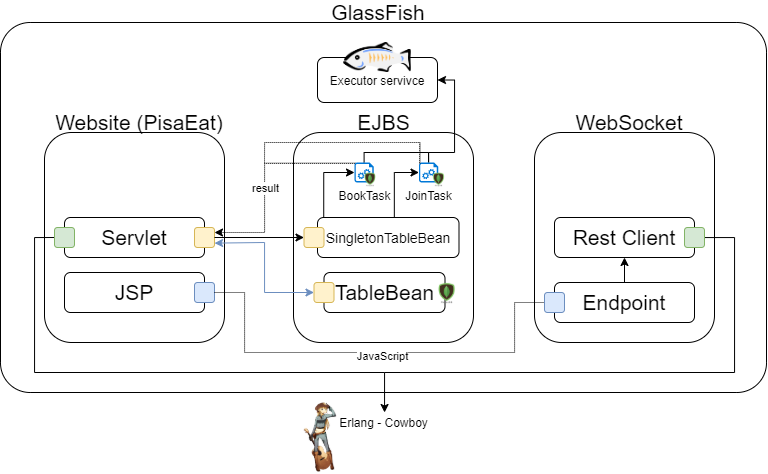 GlassFish
Executor servivce
Website (PisaEat)
EJBS
WebSocket
result
BookTask
JoinTask
Servlet
SingletonTableBean
Rest Client
JSP
TableBean
Endpoint
JavaScript
Erlang - Cowboy